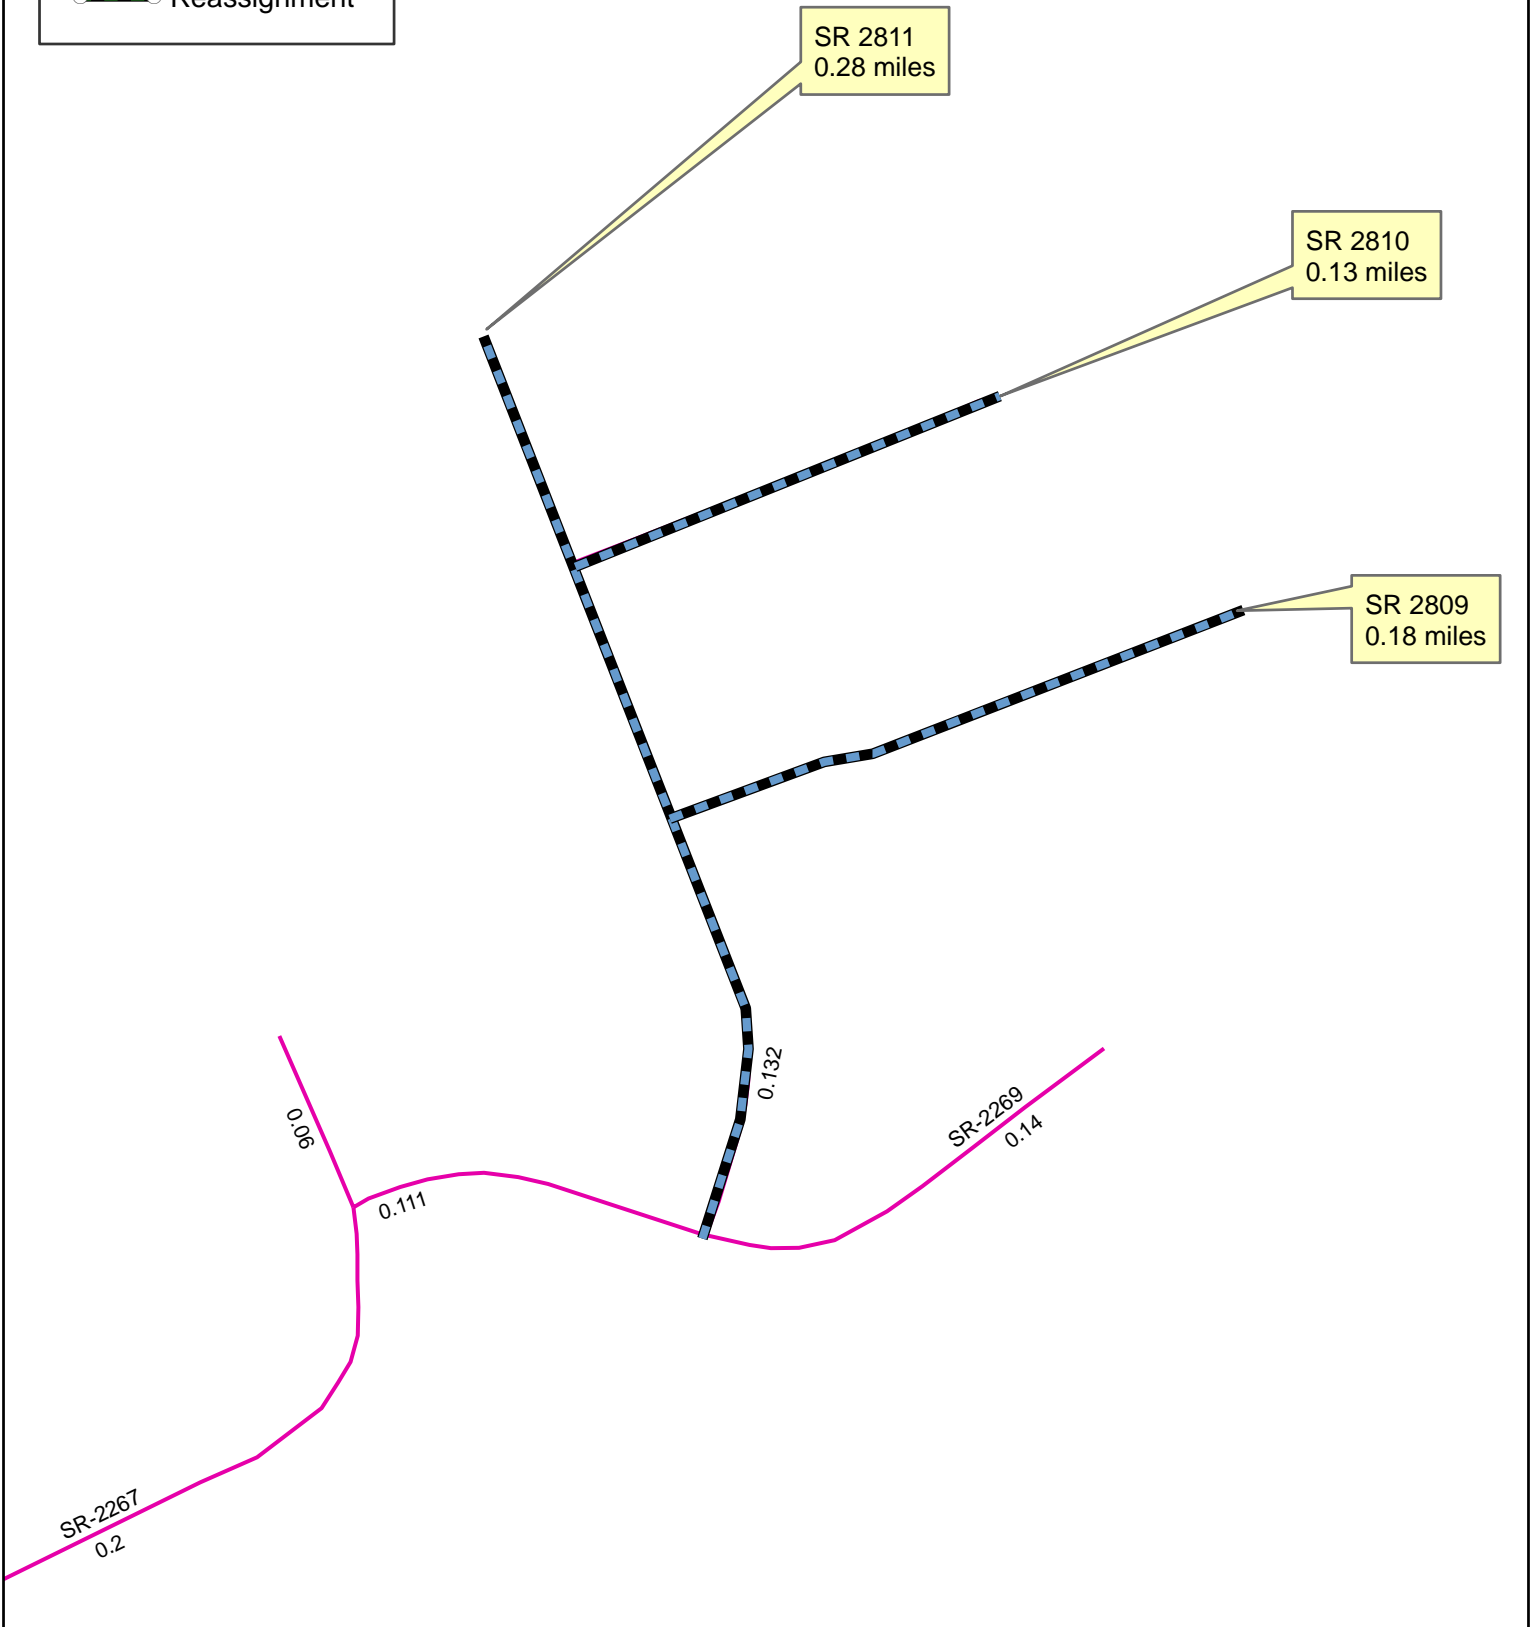 Reassignment
SR 2811
0.28 miles
SR 2810
0.13 miles
SR 2809
0.18 miles
0.132
0.06
SR-2269
0.14
0.111
SR-2267
0.2